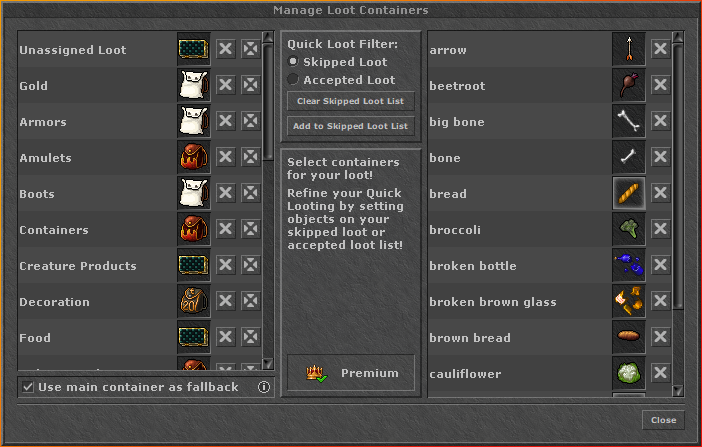 Manage Loot Containers
Unassigned Loot
Gold
Armors
Amulets
Boots
Containers
Creature Products
Decoration
Food
Use main container as fallback
Quick Loot Filter:
Skipped Loot
Accepted Loot
Clear Skipped Loot List
Add to Skipped Loot List
Select containers
for your loot!
Refine your Quick
Looting by setting
objects on your
skipped loot or
accepted loot list!
Premium
arrow
beetroot
big bone
bone
bread
broccoli
broken bottle
broken brown glass
brown bread
cauliflower
Close